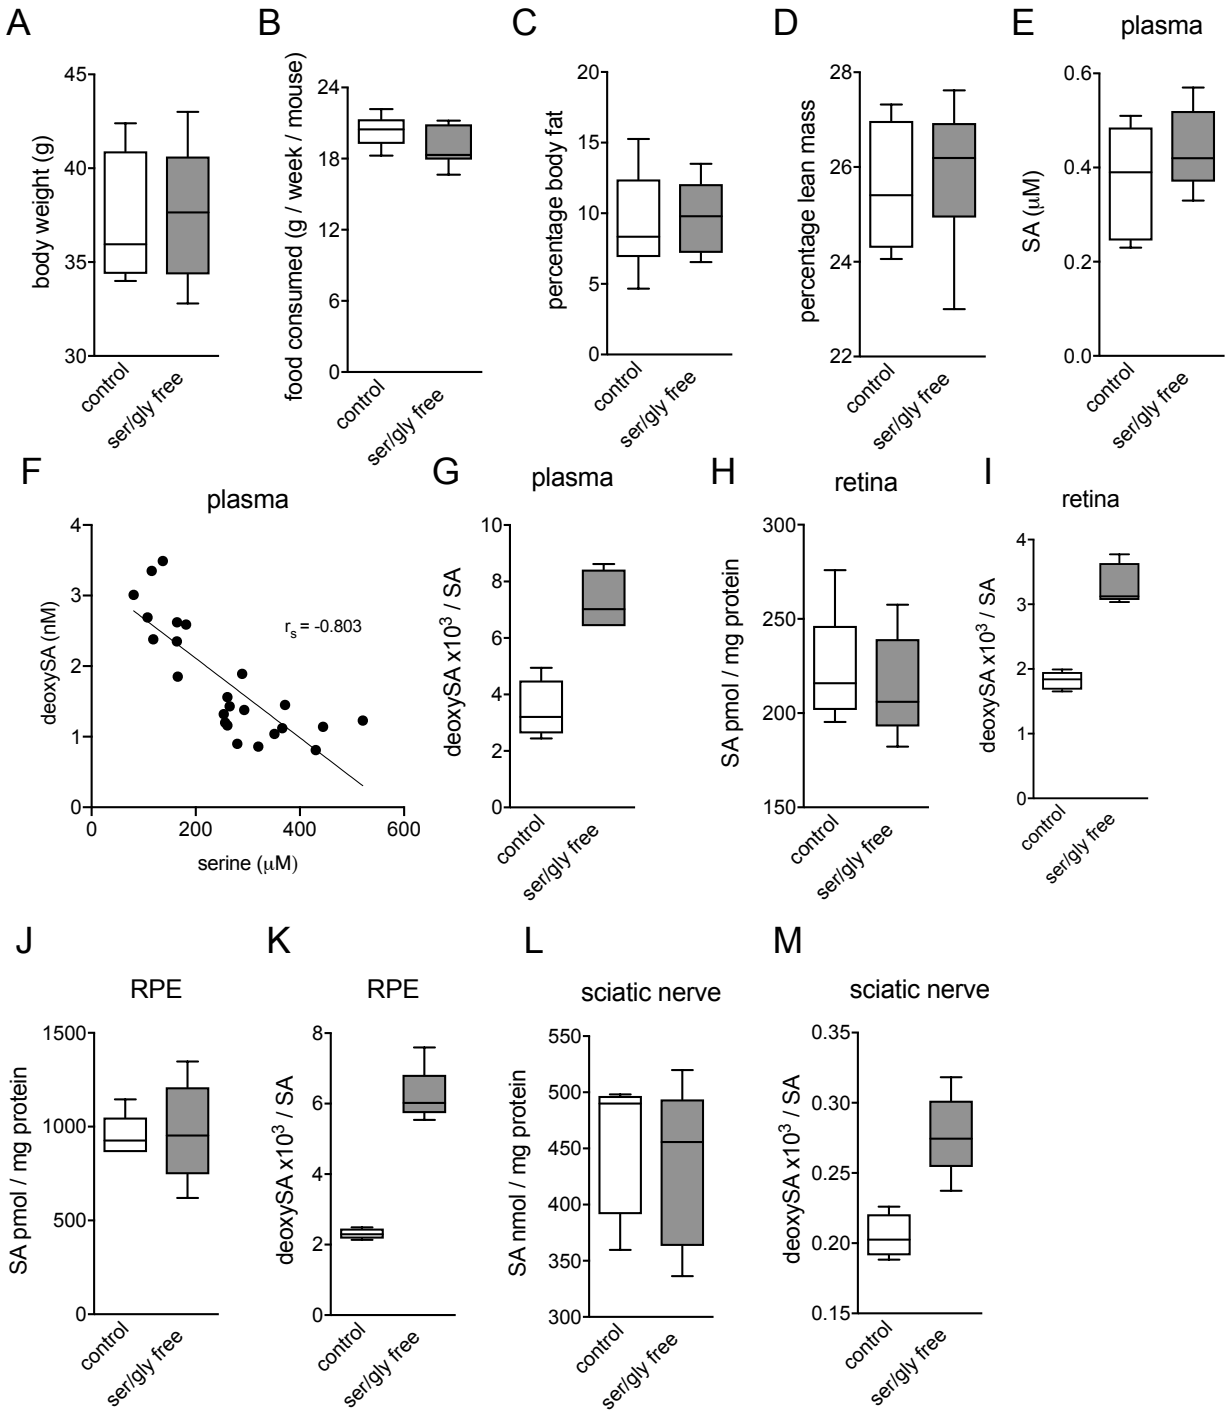 A
body weight (g)
45
40
35
30
control
ser/gly free
B
food consumed (g / week / mouse)
24
18
12
6
0
control
ser/gly free
C
percentage body fat
20
15
10
5
0
control
ser/gly free
D
percentage lean mass
28
26
24
22
control
ser/gly free
E
plasma
SA (μM)
0.6
0.4
0.2
0.0
control
ser/gly free
F
plasma
deoxySA (nM)
4
3
2
1
0
rs = -0.803
0 200 400 600
serine (μM)
G
plasma
deoxySA x10³ / SA
10
8
6
4
2
0
control
ser/gly free
H
retina
SA pmol / mg protein
300
250
200
150
control
ser/gly free
I
retina
deoxySA x10³ / SA
4
3
2
1
0
control
ser/gly free
J
RPE
SA pmol / mg protein
1500
1000
500
0
control
ser/gly free
K
RPE
deoxySA x10³ / SA
8
6
4
2
0
control
ser/gly free
L
sciatic nerve
SA nmol / mg protein
550
500
450
400
350
300
control
ser/gly free
M
sciatic nerve
deoxySA x10³ / SA
0.35
0.30
0.25
0.20
0.15
control
ser/gly free